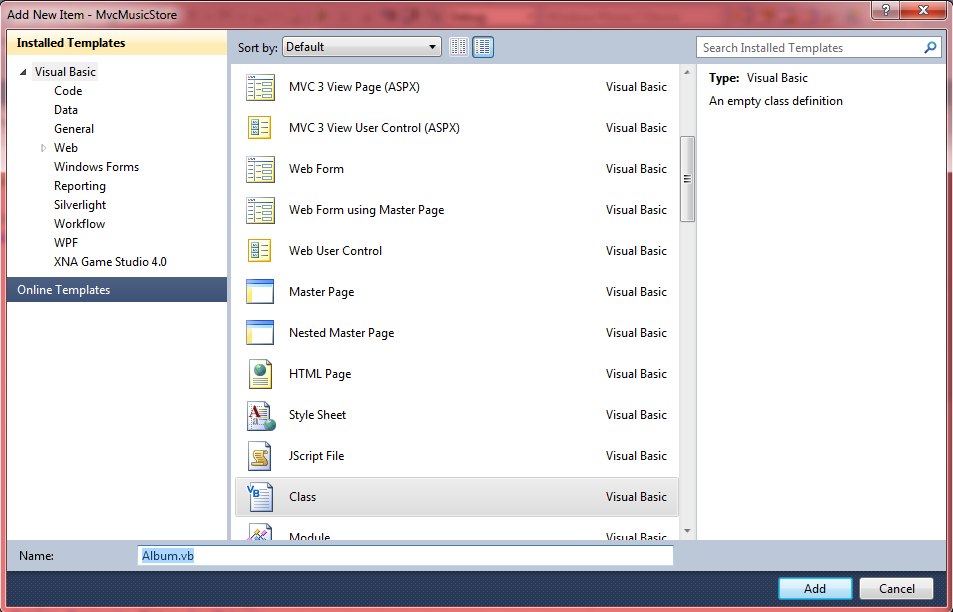 Add New Item - MvcMusicStore
?
Installed Templates
Visual Basic
Code
Data
General
Web
Windows Forms
Reporting
Silverlight
Workflow
WPF
XNA Game Studio 4.0
Online Templates
Sort by: Default
Search Installed Templates
MVC 3 View Page (ASPX) Visual Basic
MVC 3 View User Control (ASPX) Visual Basic
Web Form Visual Basic
Web Form using Master Page Visual Basic
Web User Control Visual Basic
Master Page Visual Basic
Nested Master Page Visual Basic
HTML Page Visual Basic
Style Sheet Visual Basic
JScript File Visual Basic
Class Visual Basic
Module Visual Basic
Type: Visual Basic
An empty class definition
Name: Album.vb
Add Cancel